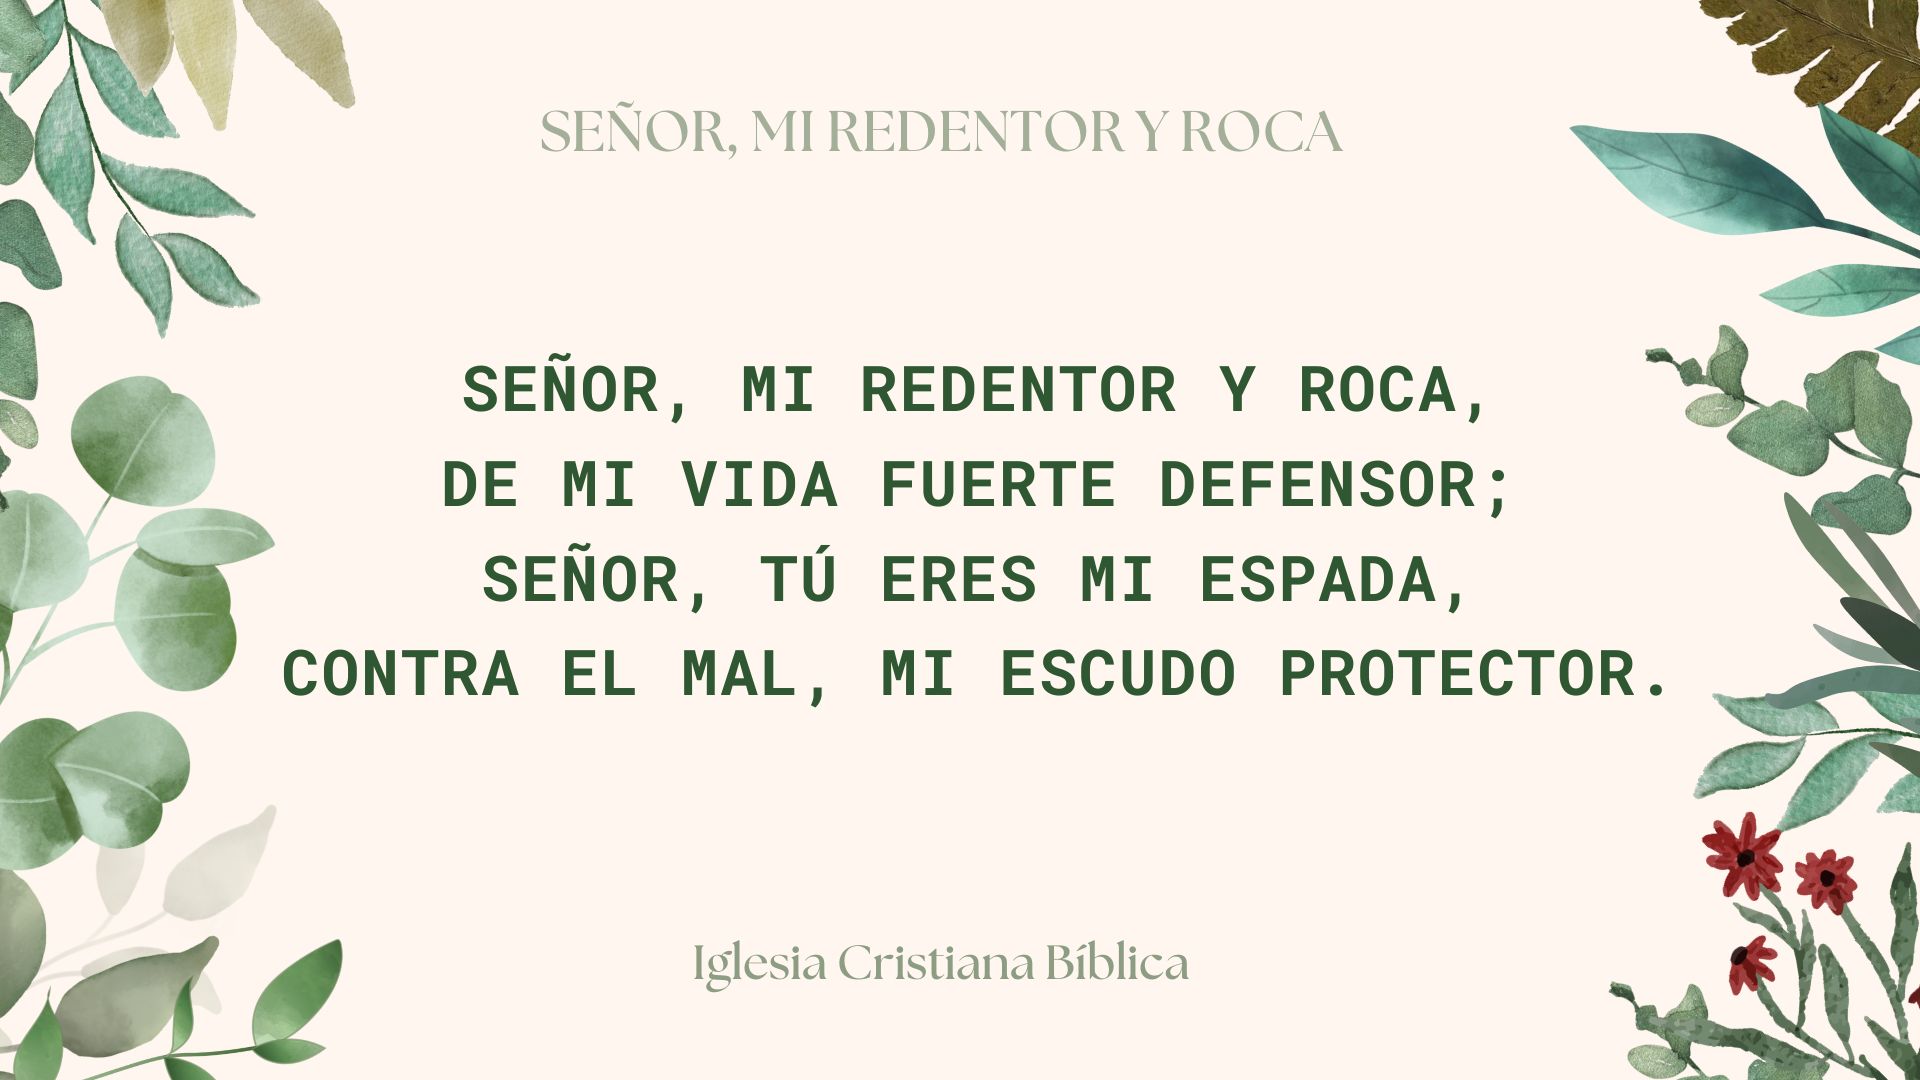 SEÑOR, MI REDENTOR Y ROCA
SEÑOR, MI REDENTOR Y ROCA,
DE MI VIDA FUERTE DEFENSOR;
SEÑOR, TÚ ERES MI ESPADA,
CONTRA EL MAL, MI ESCUDO PROTECTOR.
Iglesia Cristiana Bíblica